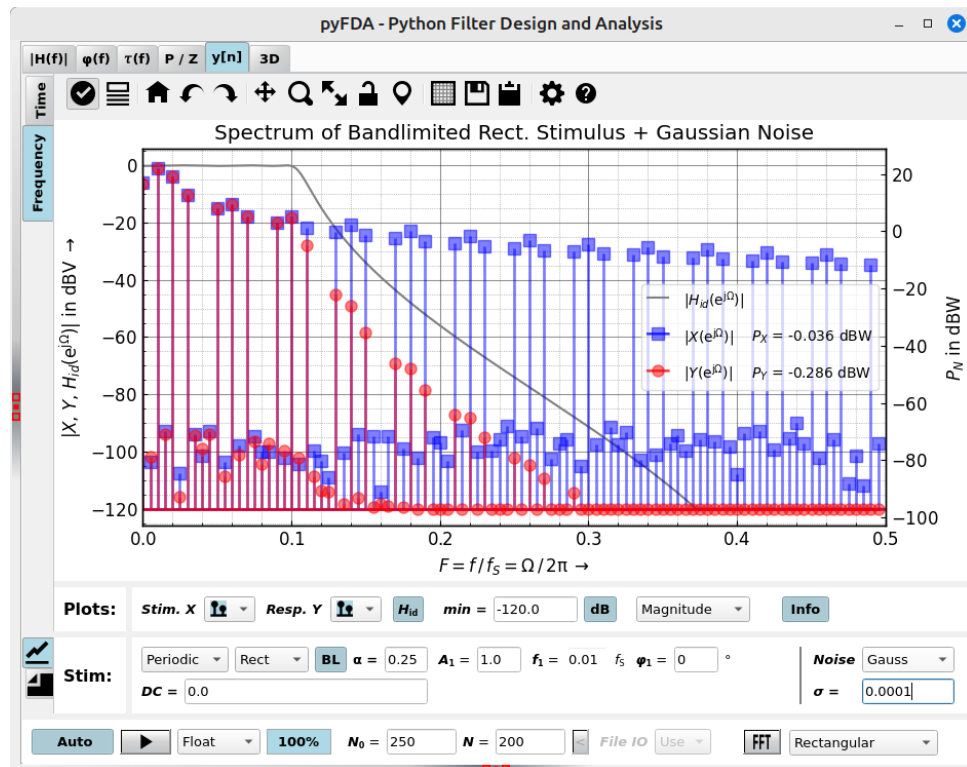 pyFDA - Python Filter Design and Analysis
|H(f)| φ(f) τ(f) P / Z y[n] 3D
Time
Frequency
Spectrum of Bandlimited Rect. Stimulus + Gaussian Noise
|X, Y, H_id(e^jΩ)| in dBV →
0
−20
−40
−60
−80
−100
−120
20
0
−20
−40
−60
−80
−100
P_N in dBW
|H_id(e^jΩ)|
|X(e^jΩ)| P_X = -0.036 dBW
|Y(e^jΩ)| P_Y = -0.286 dBW
0.0 0.1 0.2 0.3 0.4 0.5
F = f / f_S = Ω / 2π →
Plots: Stim. X Resp. Y H_id min = -120.0 dB Magnitude Info
Stim: Periodic Rect BL α = 0.25 A₁ = 1.0 f₁ = 0.01 f_S φ₁ = 0 ° Noise Gauss
DC = 0.0 σ = 0.0001
Auto Float 100% N₀ = 250 N = 200 < File IO Use FFT Rectangular